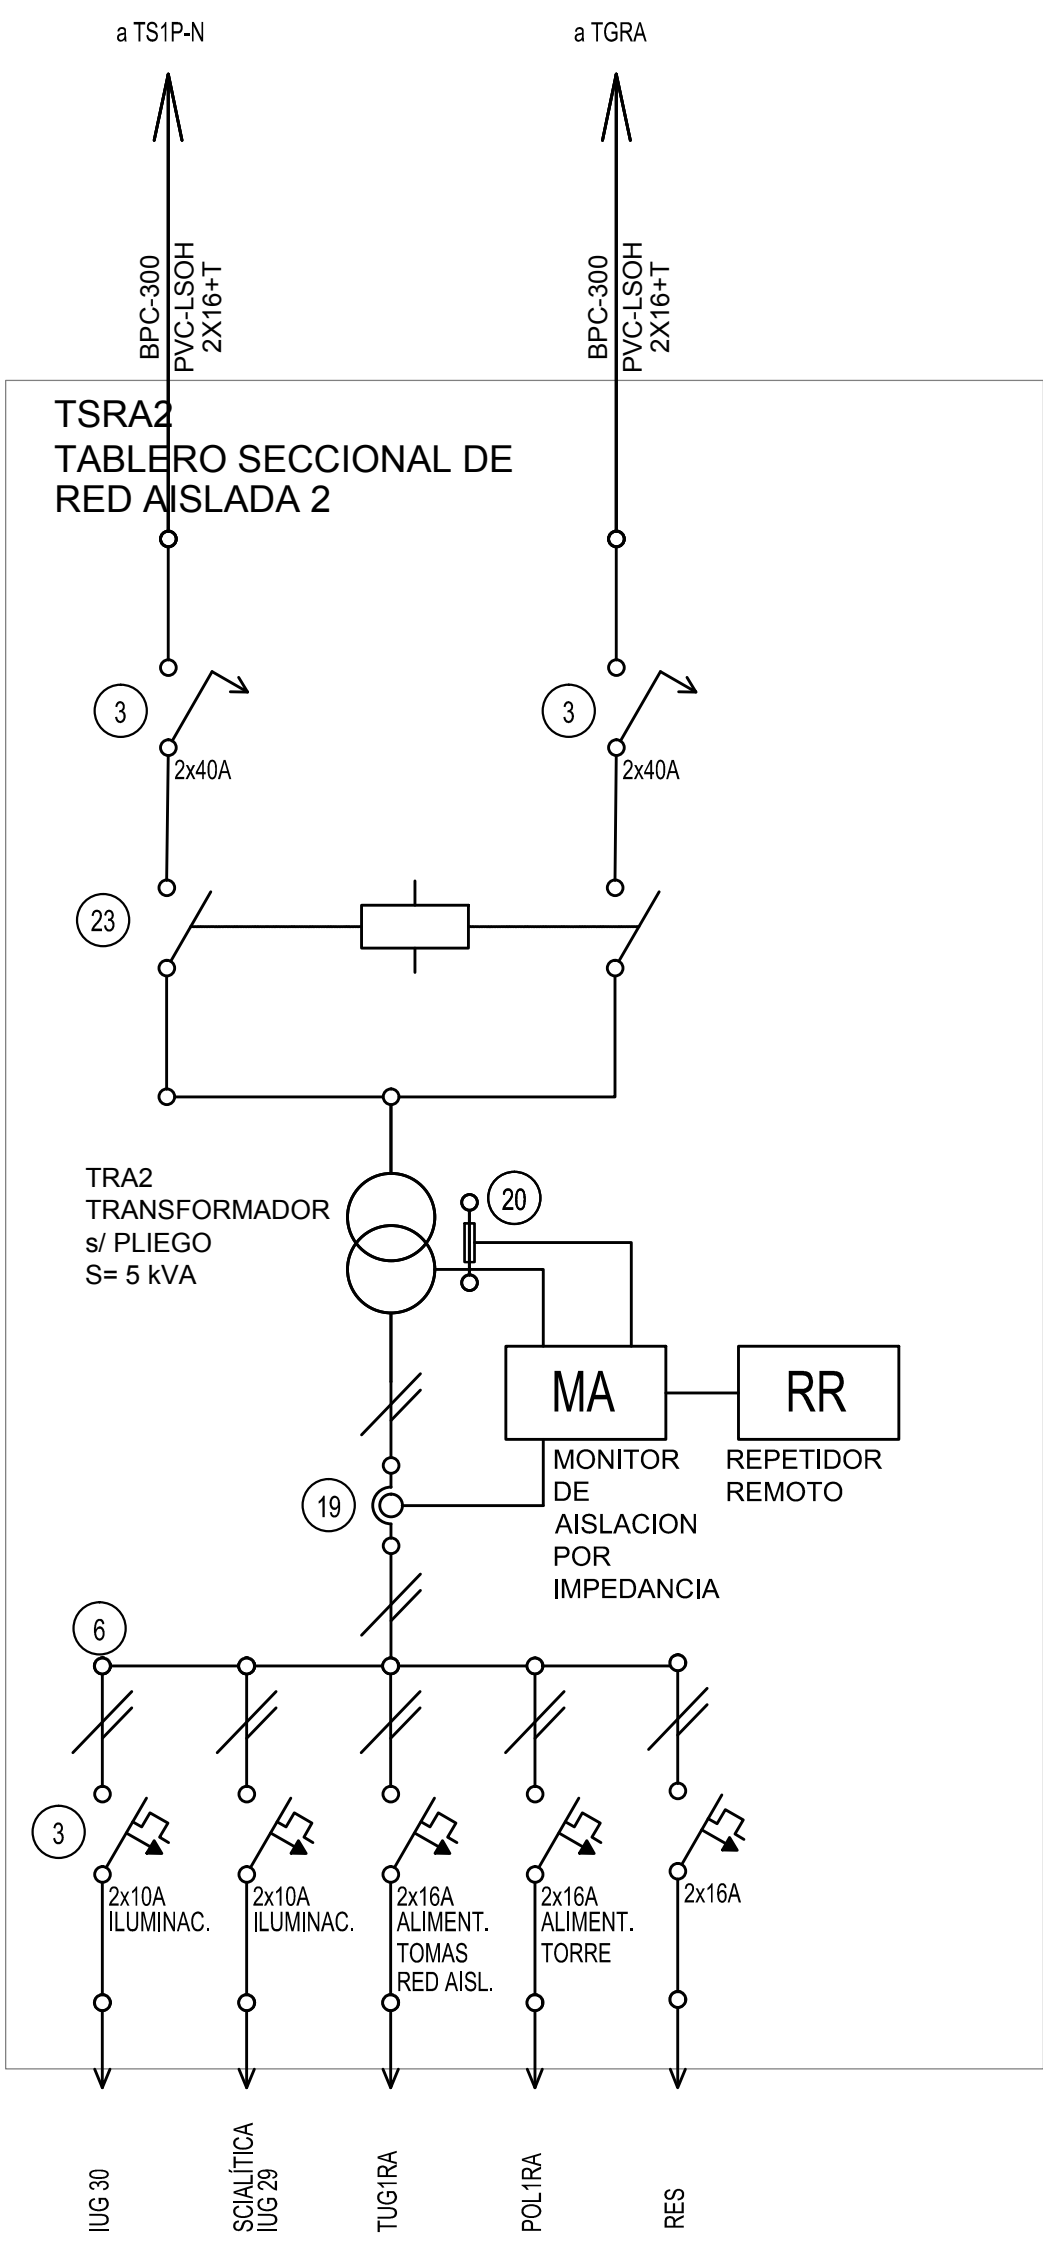 a TS1P-N
a TGRA
BPC-300
PVC-LSOH
2X16+T
BPC-300
PVC-LSOH
2X16+T
TSRA2
TABLERO SECCIONAL DE
RED AISLADA 2
3
2x40A
3
2x40A
23
TRA2
TRANSFORMADOR
s/ PLIEGO
S= 5 kVA
20
MA
RR
MONITOR
DE
AISLACION
POR
IMPEDANCIA
REPETIDOR
REMOTO
19
6
3
2x10A
ILUMINAC.
2x10A
ILUMINAC.
2x16A
ALIMENT.
TOMAS
RED AISL.
2x16A
ALIMENT.
TORRE
2x16A
IUG 30
SCIALÍTICA
IUG 29
TUG1RA
POL1RA
RES